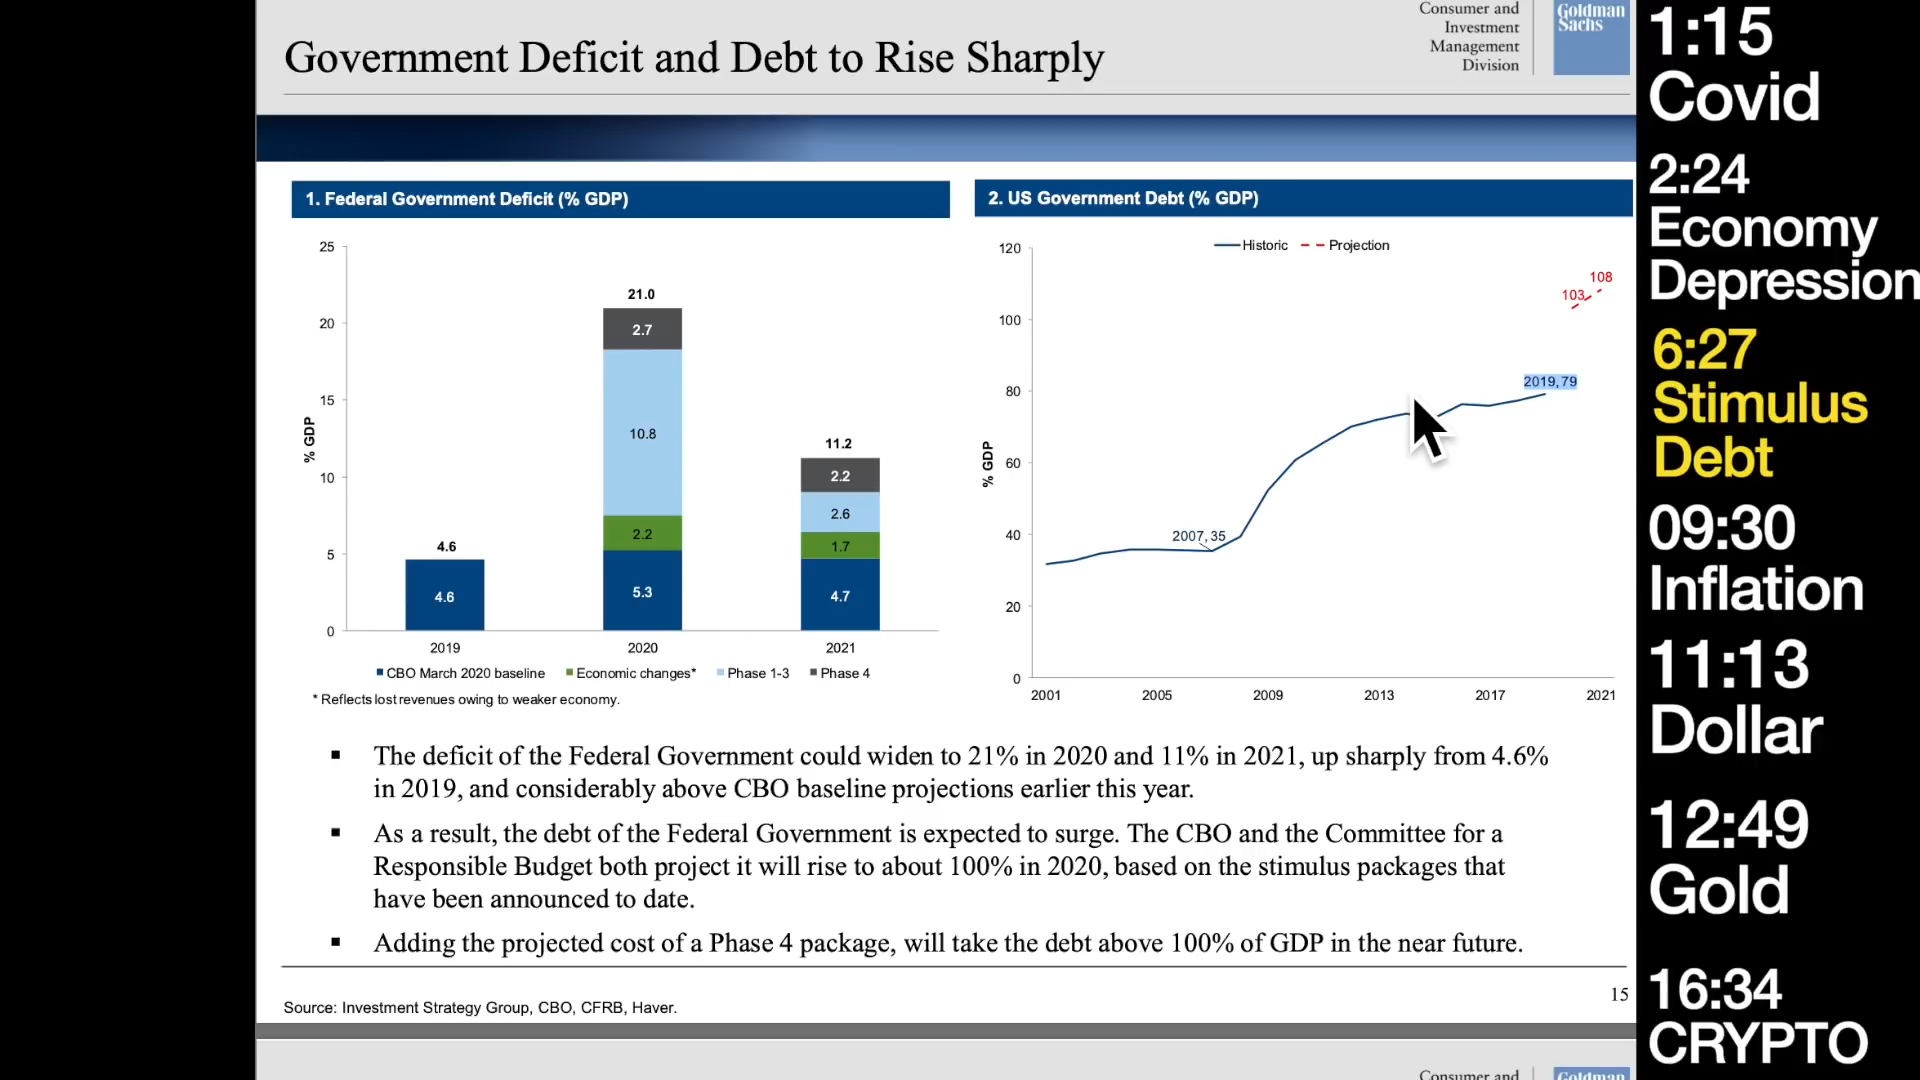 Government Deficit and Debt to Rise Sharply
Consumer and
Investment
Management
Division
Goldman
Sachs
1. Federal Government Deficit (% GDP)
25
20
15
10
5
0
% GDP
4.6
4.6
2019
21.0
2.7
10.8
2.2
5.3
2020
11.2
2.2
2.6
1.7
4.7
2021
CBO March 2020 baseline Economic changes* Phase 1-3 Phase 4
* Reflects lost revenues owing to weaker economy.
2. US Government Debt (% GDP)
Historic Projection
120
100
80
60
40
20
0
% GDP
108
103
2019, 79
2007, 35
2001 2005 2009 2013 2017 2021
The deficit of the Federal Government could widen to 21% in 2020 and 11% in 2021, up sharply from 4.6%
in 2019, and considerably above CBO baseline projections earlier this year.
As a result, the debt of the Federal Government is expected to surge. The CBO and the Committee for a
Responsible Budget both project it will rise to about 100% in 2020, based on the stimulus packages that
have been announced to date.
Adding the projected cost of a Phase 4 package, will take the debt above 100% of GDP in the near future.
Source: Investment Strategy Group, CBO, CFRB, Haver.
15
Consumer and
Goldman
1:15
Covid
2:24
Economy
Depression
6:27
Stimulus
Debt
09:30
Inflation
11:13
Dollar
12:49
Gold
16:34
CRYPTO